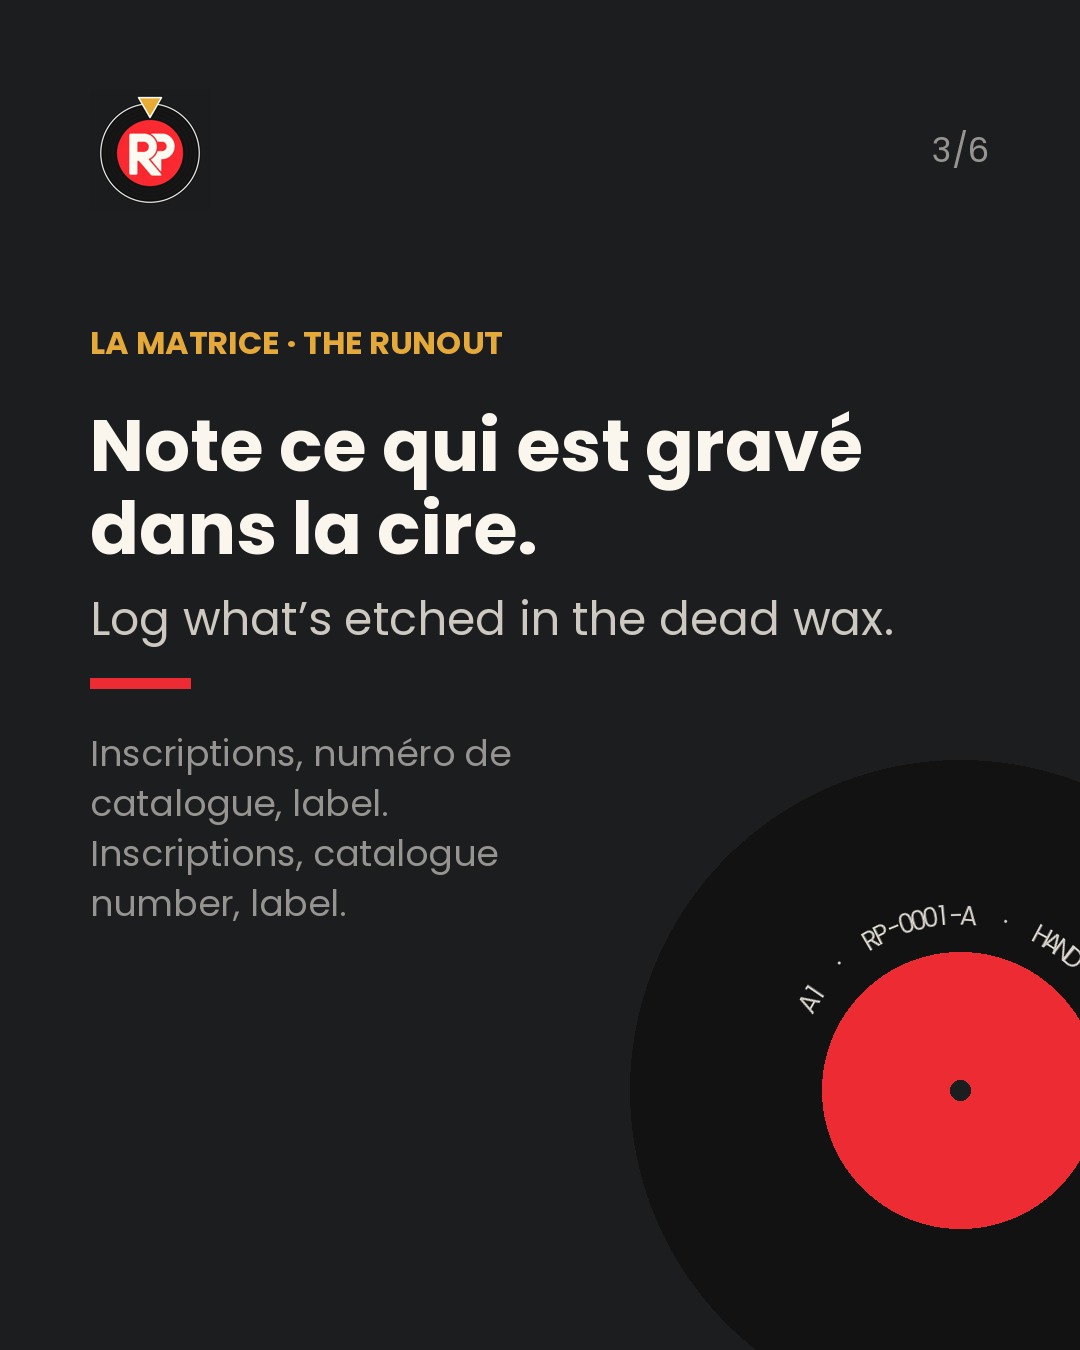 RP
3/6
LA MATRICE · THE RUNOUT
Note ce qui est gravé
dans la cire.
Log what’s etched in the dead wax.
Inscriptions, numéro de
catalogue, label.
Inscriptions, catalogue
number, label.
A1 · RP-0001-A · HAND